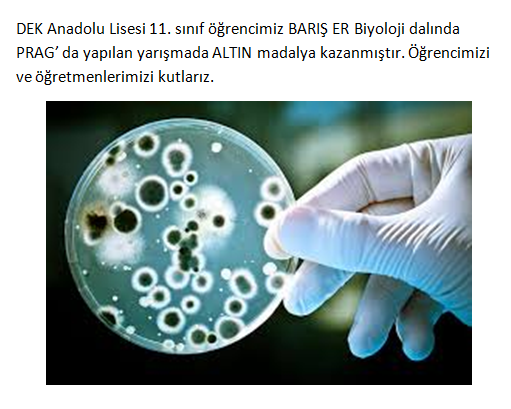 DEK Anadolu Lisesi 11. sınıf öğrencimiz BARIŞ ER Biyoloji dalında
PRAG’ da yapılan yarışmada ALTIN madalya kazanmıştır. Öğrencimizi
ve öğretmenlerimizi kutlarız.